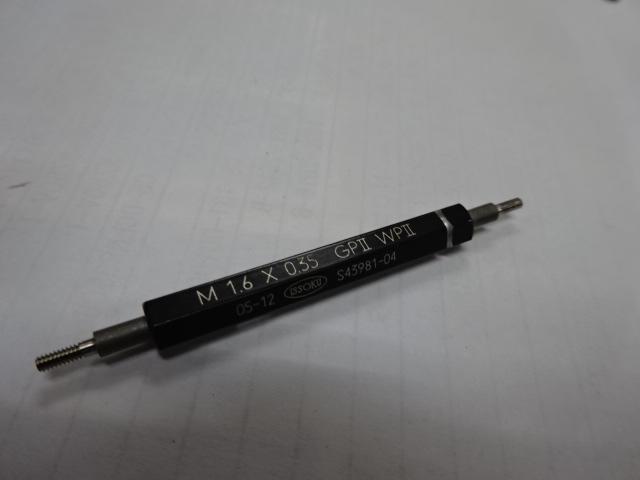 M 1.6 X 0.35 GPII WPII
05-12 ISSOKU S43981-04